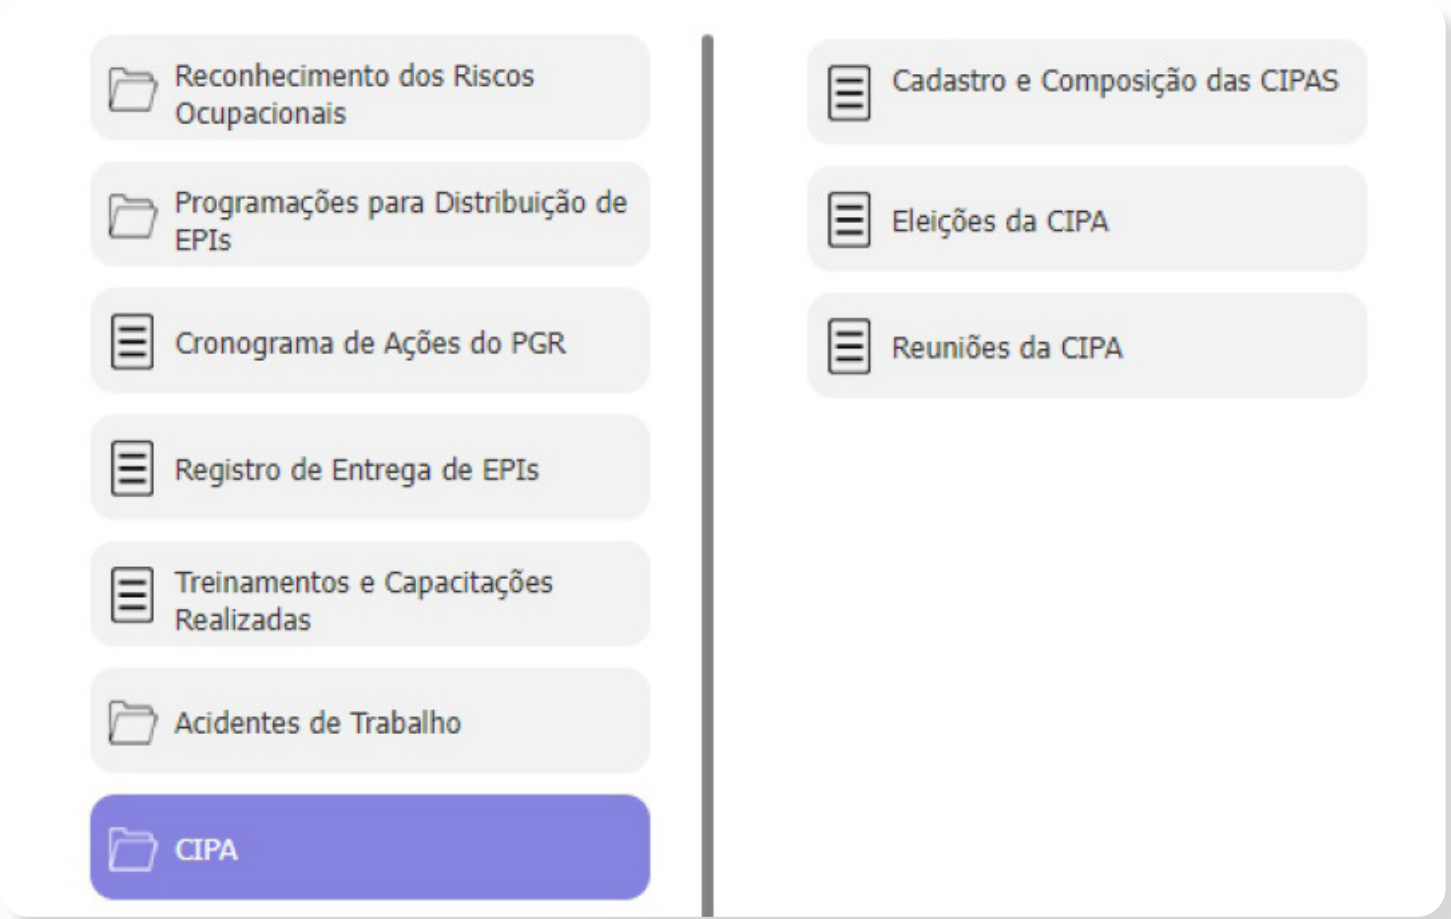 Reconhecimento dos Riscos
Ocupacionais
Programações para Distribuição de
EPIs
Cronograma de Ações do PGR
Registro de Entrega de EPIs
Treinamentos e Capacitações
Realizadas
Acidentes de Trabalho
CIPA
Cadastro e Composição das CIPAS
Eleições da CIPA
Reuniões da CIPA